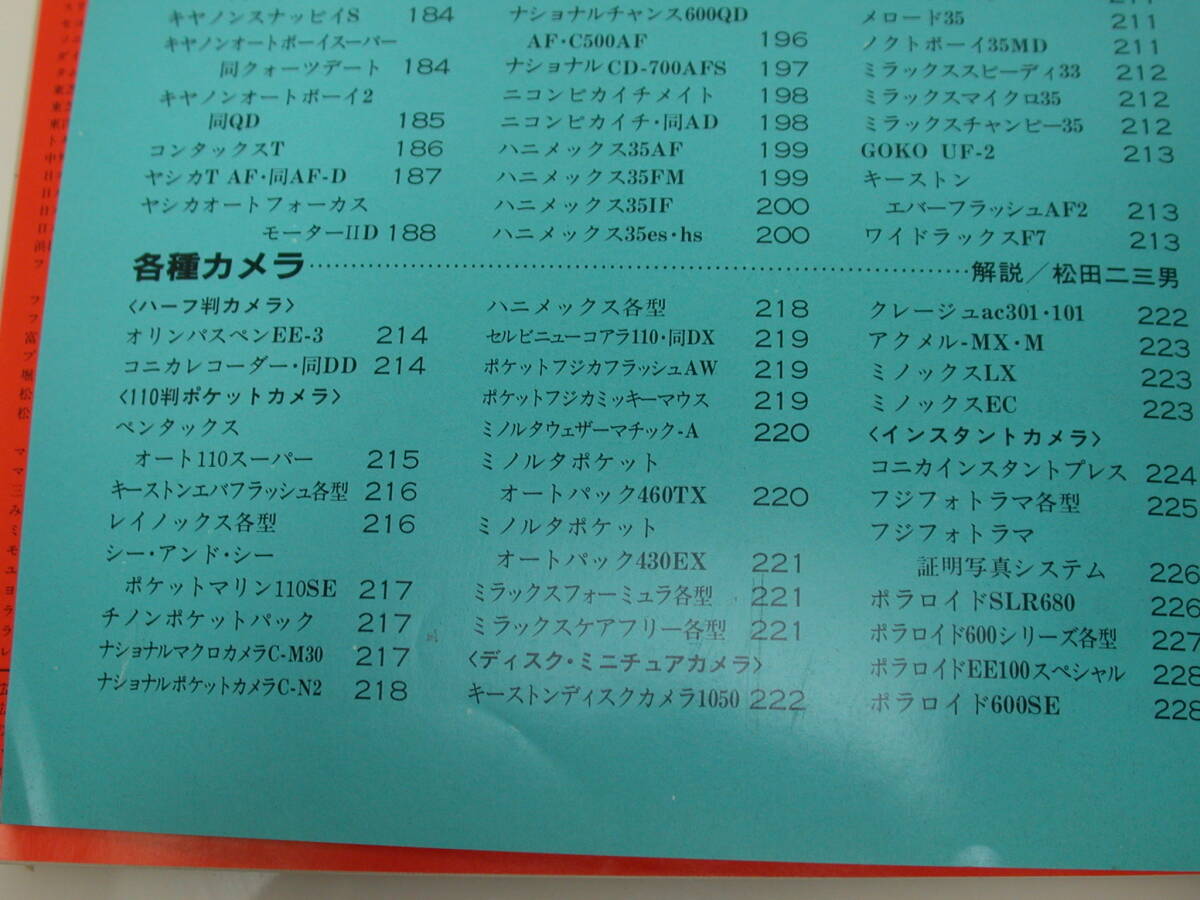 キヤノンスナッピイS 184
キヤノンオートボーイスーパー
同クォーツデート 184
キヤノンオートボーイ2
同QD 185
コンタックスT 186
ヤシカT AF・同AF-D 187
ヤシカオートフォーカス
モーターIID 188
ナショナルチャンス600QD
AF・C500AF 196
ナショナルCD-700AFS 197
ニコンピカイチメイト 198
ニコンピカイチ・同AD 198
ハニメックス35AF 199
ハニメックス35FM 199
ハニメックス35IF 200
ハニメックス35es・hs 200
211
メロード35 211
ノクトボーイ35MD 211
ミラックススピーディ33 212
ミラックスマイクロ35 212
ミラックスチャンピー35 212
GOKO UF-2 213
キーストン
エバーフラッシュAF2 213
ワイドラックスF7 213
各種カメラ……解説／松田二三男
〈ハーフ判カメラ〉
オリンパスペンEE-3 214
コニカレコーダー・同DD 214
〈110判ポケットカメラ〉
ペンタックス
オート110スーパー 215
キーストンエバフラッシュ各型 216
レイノックス各型 216
シー・アンド・シー
ポケットマリン110SE 217
チノンポケットパック 217
ナショナルマクロカメラC-M30 217
ナショナルポケットカメラC-N2 218
ハニメックス各型 218
セルビニューコアラ110・同DX 219
ポケットフジカフラッシュAW 219
ポケットフジカミッキーマウス 219
ミノルタウェザーマチック-A 220
ミノルタポケット
オートパック460TX 220
ミノルタポケット
オートパック430EX 221
ミラックスフォーミュラ各型 221
ミラックスケアフリー各型 221
〈ディスク・ミニチュアカメラ〉
キーストンディスクカメラ1050 222
クレージュac301・101 222
アクメル-MX・M 223
ミノックスLX 223
ミノックスEC 223
〈インスタントカメラ〉
コニカインスタントプレス 224
フジフォトラマ各型 225
フジフォトラマ
証明写真システム 226
ポラロイドSLR680 226
ポラロイド600シリーズ各型 227
ポラロイドEE100スペシャル 228
ポラロイド600SE 228